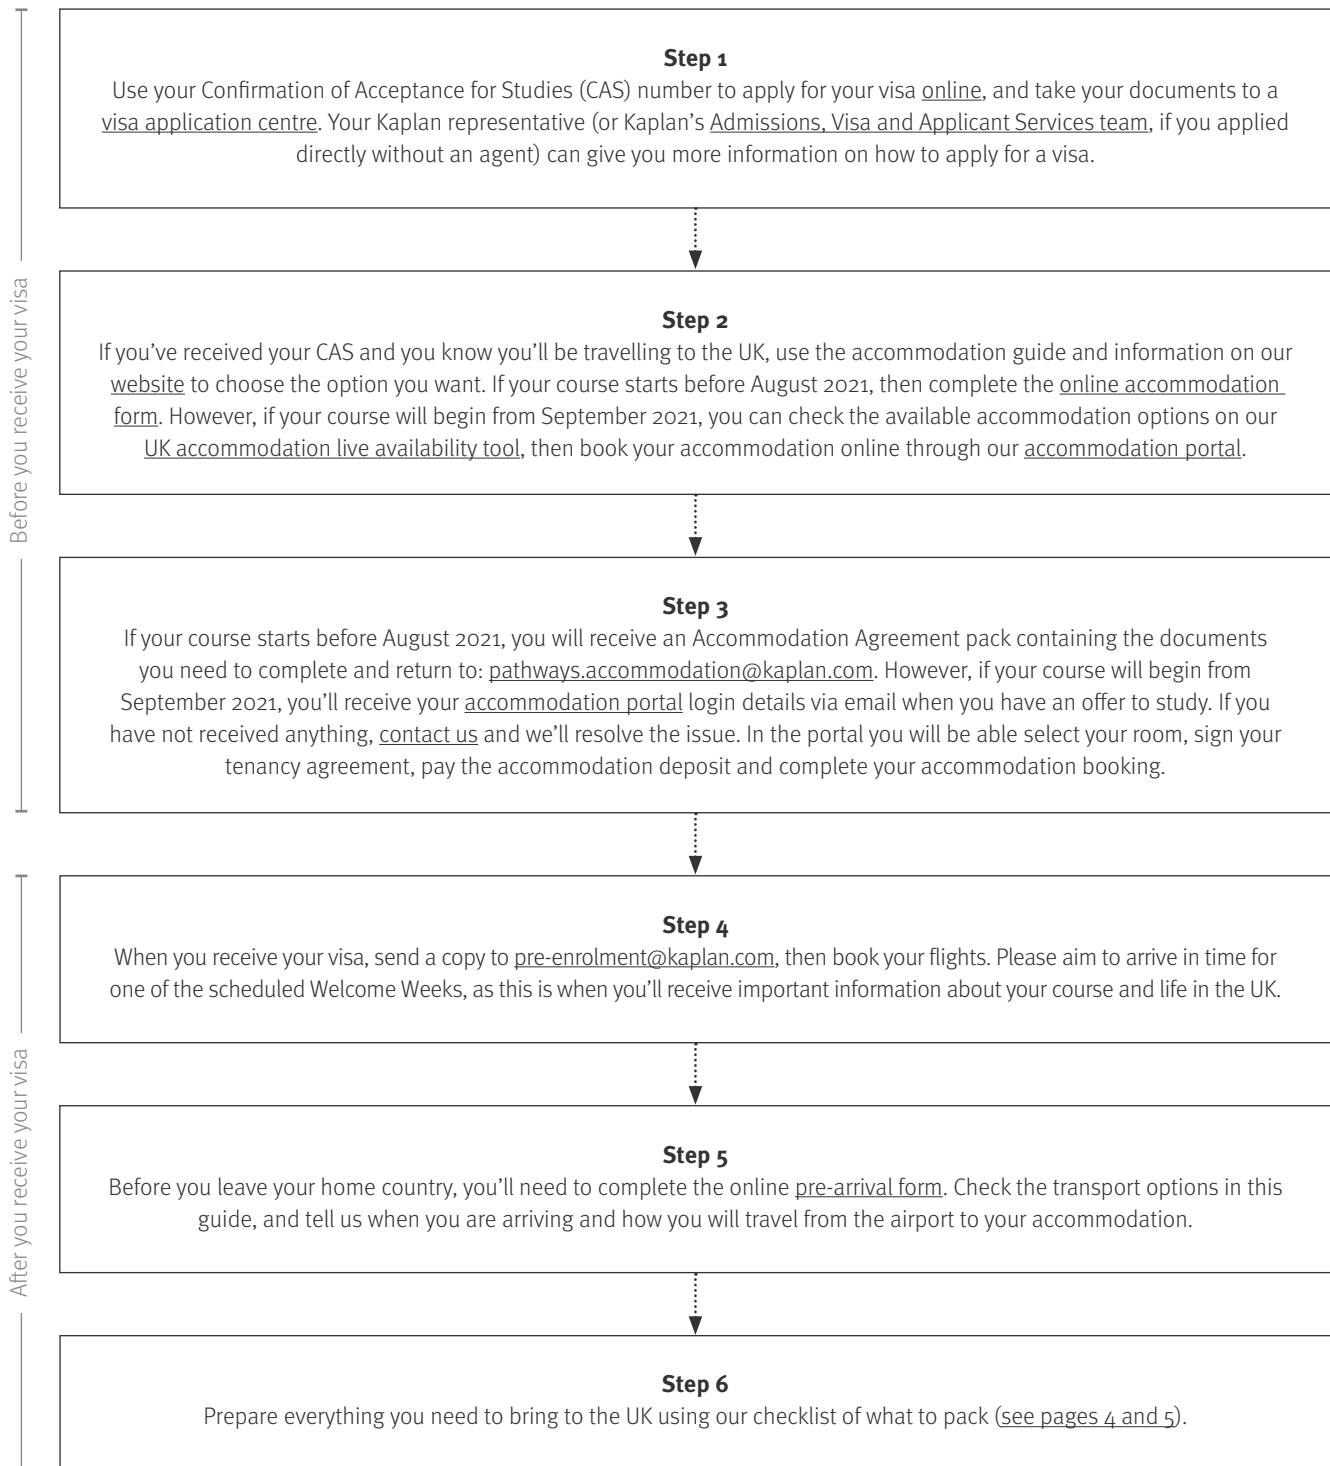 Before you receive your visa
Step 1
Use your Confirmation of Acceptance for Studies (CAS) number to apply for your visa online, and take your documents to a
visa application centre. Your Kaplan representative (or Kaplan’s Admissions, Visa and Applicant Services team, if you applied
directly without an agent) can give you more information on how to apply for a visa.
Step 2
If you’ve received your CAS and you know you’ll be travelling to the UK, use the accommodation guide and information on our
website to choose the option you want. If your course starts before August 2021, then complete the online accommodation
form. However, if your course will begin from September 2021, you can check the available accommodation options on our
UK accommodation live availability tool, then book your accommodation online through our accommodation portal.
Step 3
If your course starts before August 2021, you will receive an Accommodation Agreement pack containing the documents
you need to complete and return to: pathways.accommodation@kaplan.com. However, if your course will begin from
September 2021, you’ll receive your accommodation portal login details via email when you have an offer to study. If you
have not received anything, contact us and we’ll resolve the issue. In the portal you will be able select your room, sign your
tenancy agreement, pay the accommodation deposit and complete your accommodation booking.
After you receive your visa
Step 4
When you receive your visa, send a copy to pre-enrolment@kaplan.com, then book your flights. Please aim to arrive in time for
one of the scheduled Welcome Weeks, as this is when you’ll receive important information about your course and life in the UK.
Step 5
Before you leave your home country, you’ll need to complete the online pre-arrival form. Check the transport options in this
guide, and tell us when you are arriving and how you will travel from the airport to your accommodation.
Step 6
Prepare everything you need to bring to the UK using our checklist of what to pack (see pages 4 and 5).